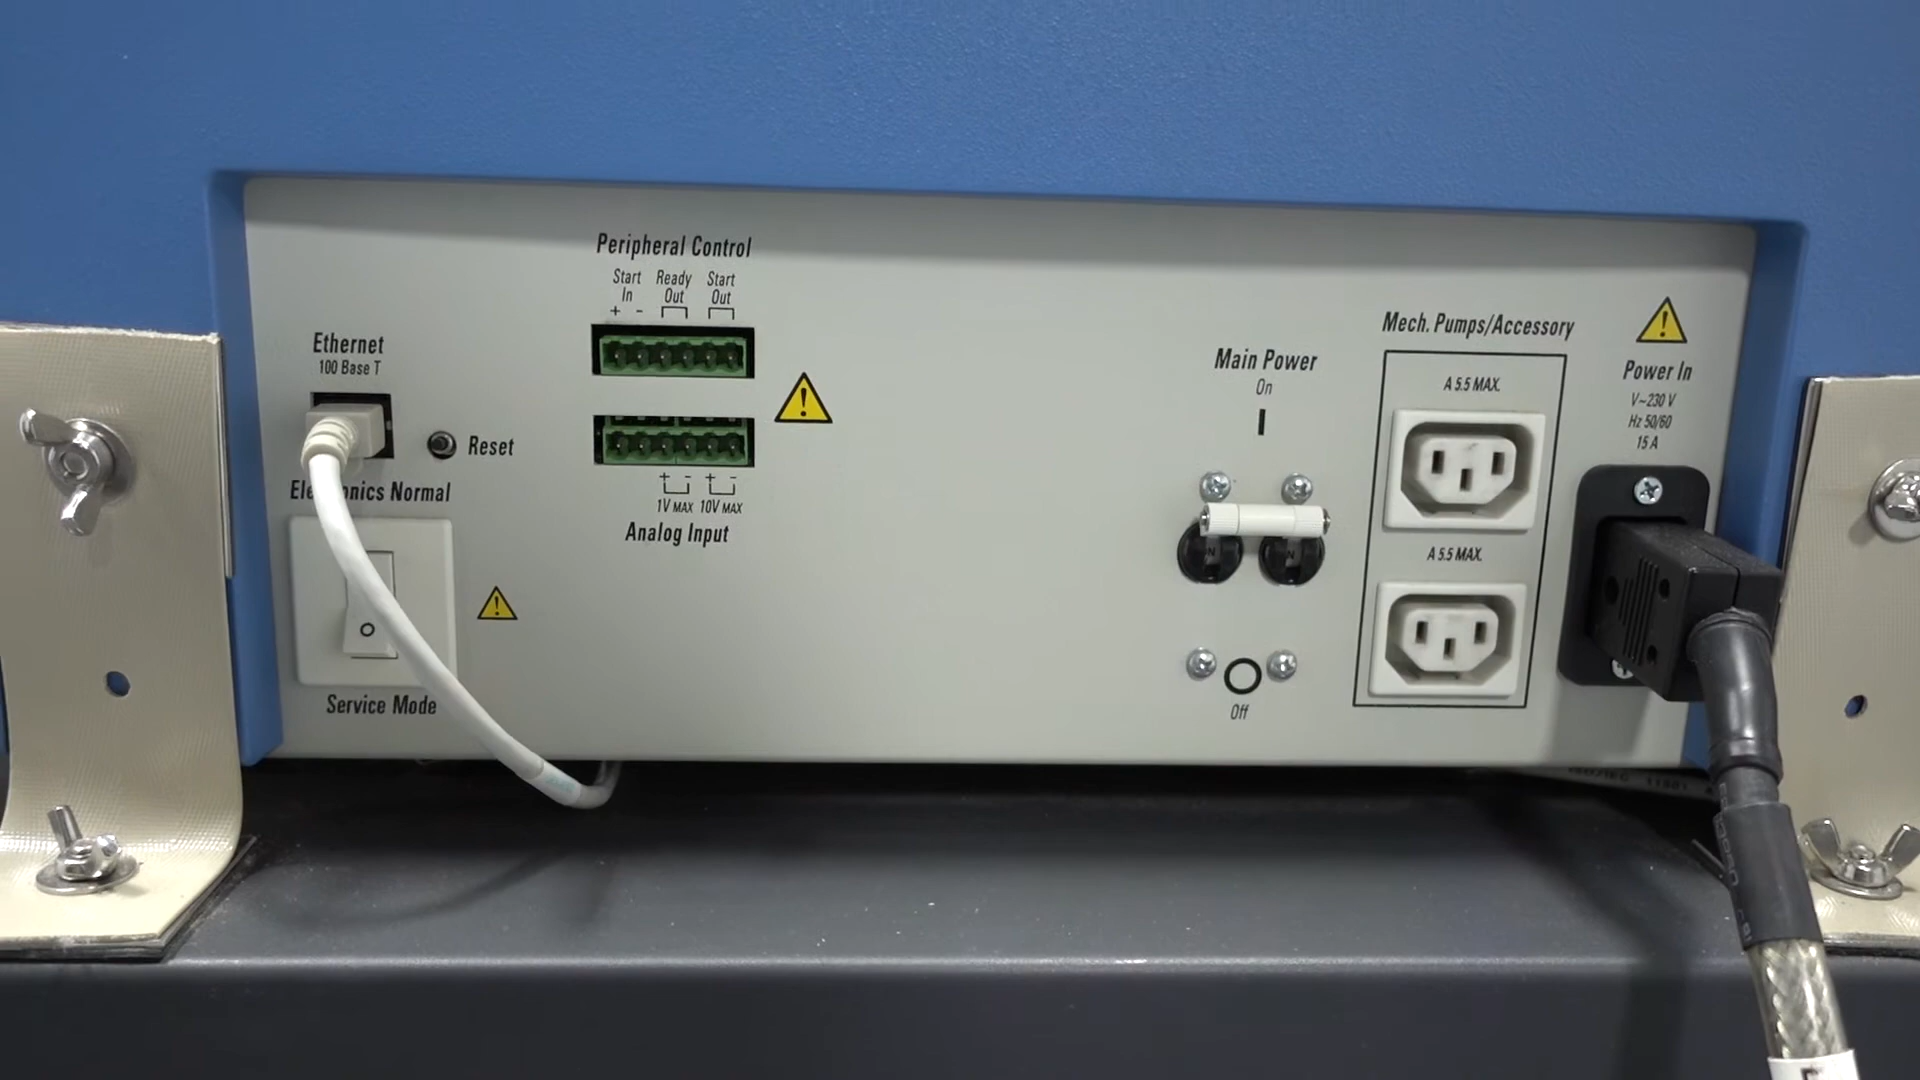 Peripheral Control
Start Ready Start
In Out Out
+ -
Ethernet
100 Base T
Reset
+ - + -
1V MAX 10V MAX
Analog Input
Electronics Normal
Service Mode
Main Power
On
Off
Mech. Pumps/Accessory
A 5.5 MAX.
A 5.5 MAX.
Power In
V~230 V
Hz 50/60
15 A